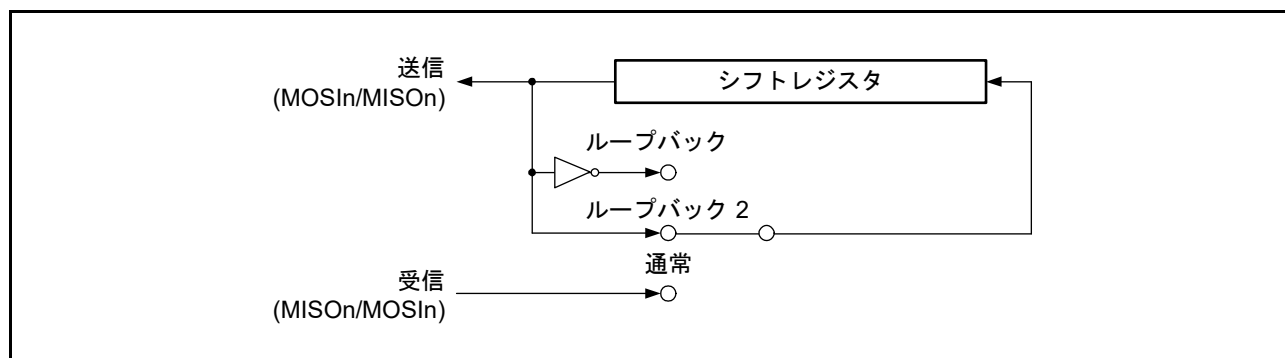 送信
(MOSIn/MISOn)
シフトレジスタ
ループバック
ループバック 2
通常
受信
(MISOn/MOSIn)